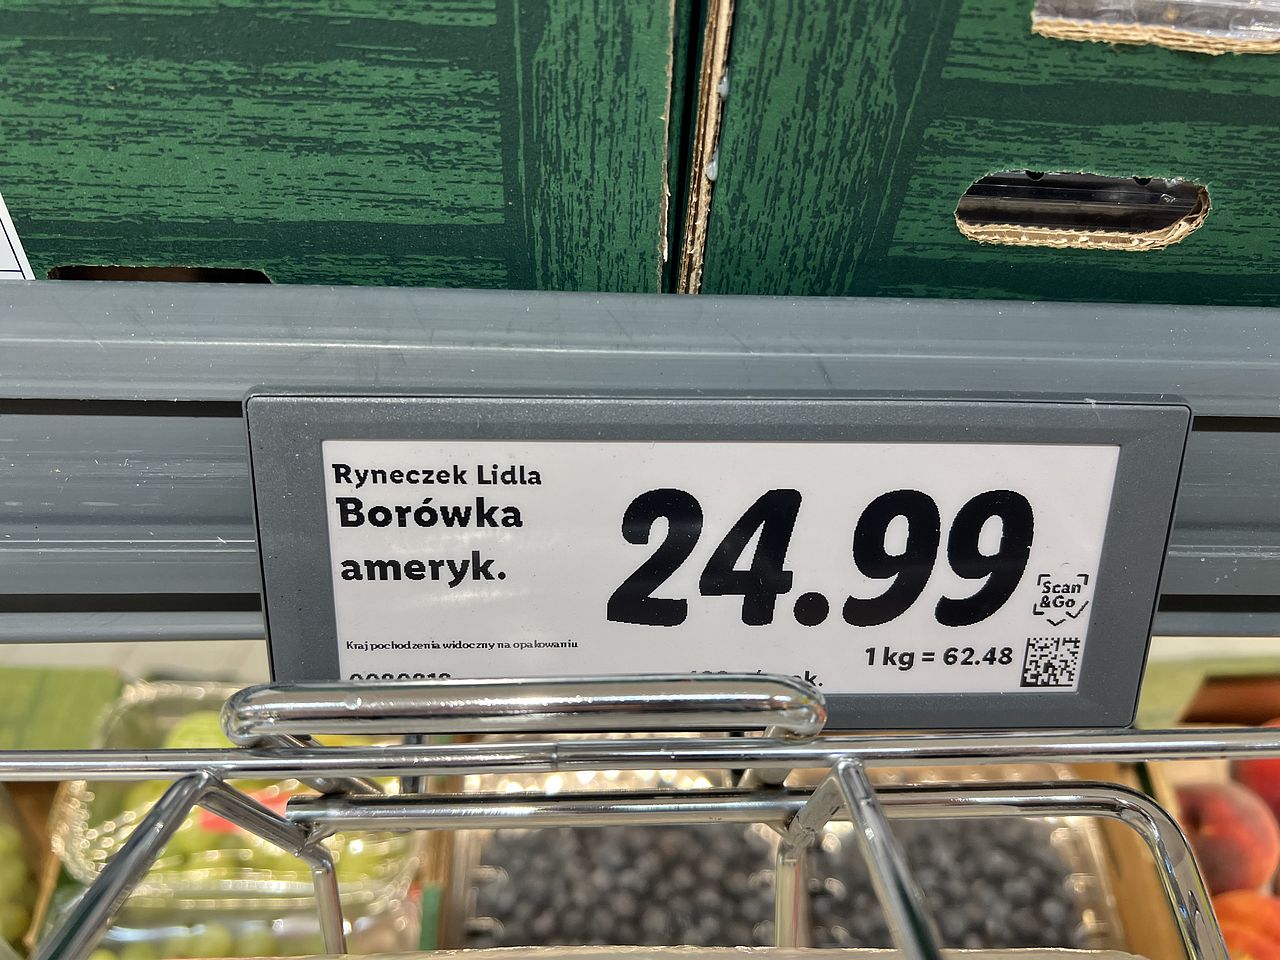 Ryneczek Lidla
Borówka
ameryk.
24.99
Scan
&Go
Kraj pochodzenia widoczny na opakowaniu
1 kg = 62.48